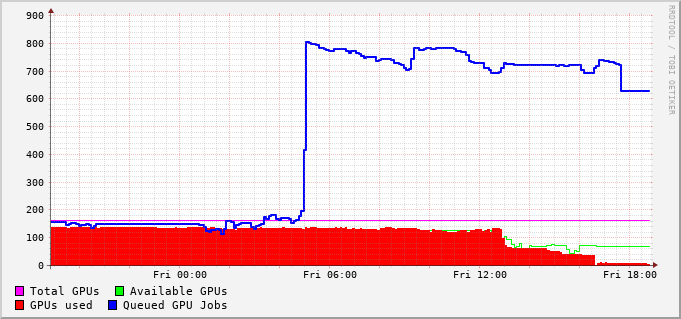 900
800
700
600
500
400
300
200
100
0
Fri 00:00 Fri 06:00 Fri 12:00 Fri 18:00
Total GPUs Available GPUs
GPUs used Queued GPU Jobs
RRDTOOL / TOBI OETIKER